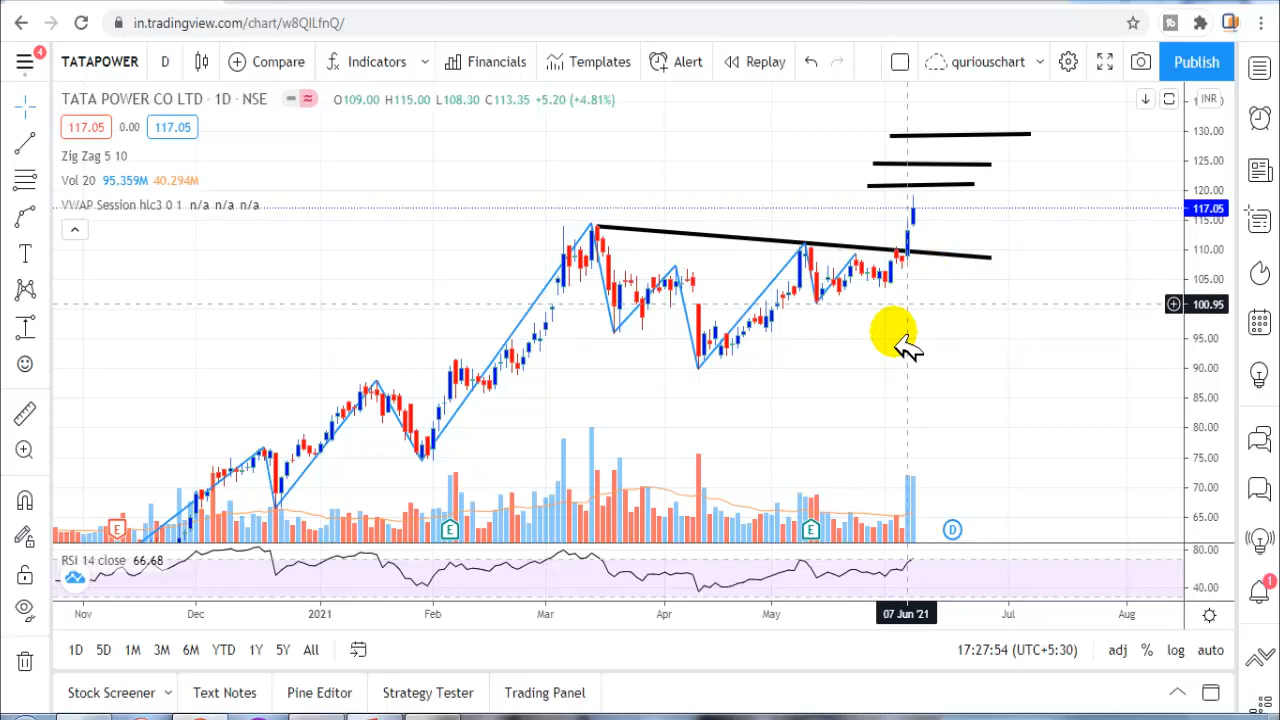 in.tradingview.com/chart/w8QILfnQ/
4 TATAPOWER D Compare Indicators Financials Templates Alert Replay quriouschart Publish
TATA POWER CO LTD · 1D · NSE O109.00 H115.00 L108.30 C113.35 +5.20 (+4.81%) INR
117.05 0.00 117.05
Zig Zag 5 10
Vol 20 95.359M 40.294M
VWAP Session hlc3 0 1 n/a n/a n/a
130.00
125.00
120.00
117.05
115.00
110.00
105.00
100.95
95.00
90.00
85.00
80.00
75.00
70.00
65.00
E E E D
RSI 14 close 66.68
80.00
40.00
1
Nov Dec 2021 Feb Mar Apr May 07 Jun '21 Jul Aug
1D 5D 1M 3M 6M YTD 1Y 5Y All 17:27:54 (UTC+5:30) adj % log auto
Stock Screener Text Notes Pine Editor Strategy Tester Trading Panel